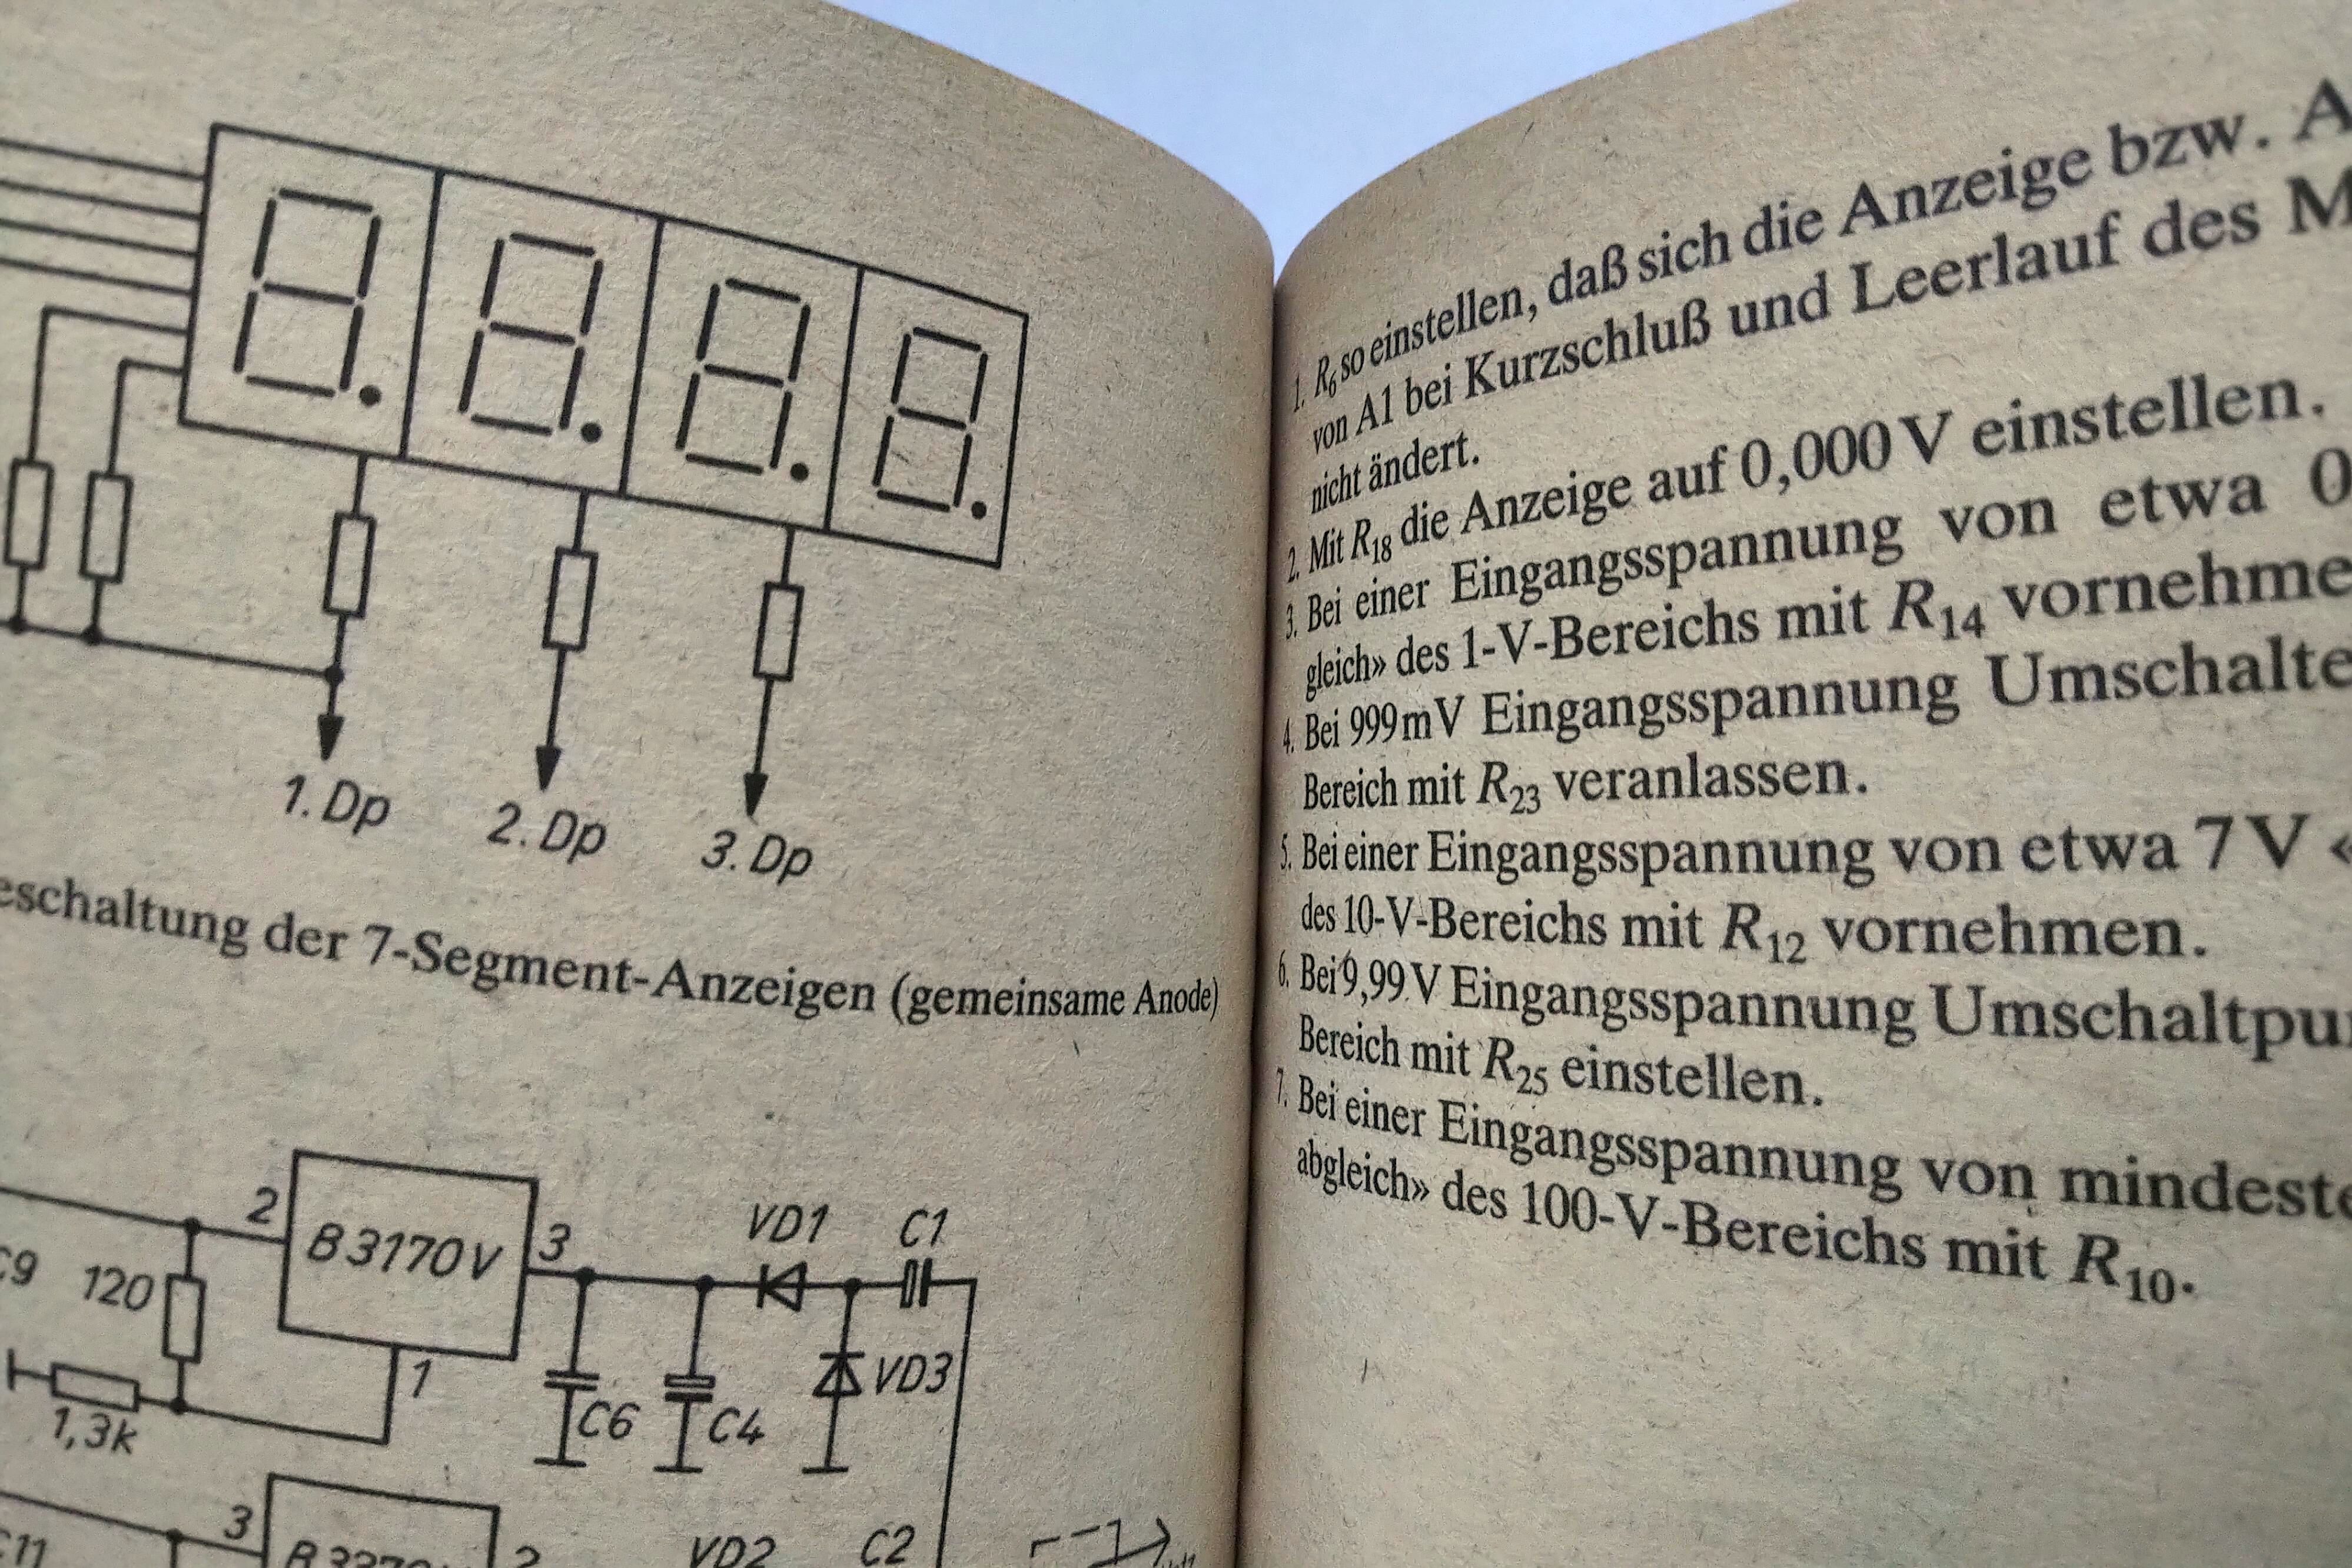 1. Dp
2. Dp
3. Dp
eschaltung der 7-Segment-Anzeigen (gemeinsame Anode)
2
B3170V
3
VD1
C1
C9
120
1
C6
C4
VD3
1,3k
3
2
VD2
C2
C11
1. R6 so einstellen, daß sich die Anzeige bzw. A
von A1 bei Kurzschluß und Leerlauf des M
nicht ändert.
2. Mit R18 die Anzeige auf 0,000 V einstellen.
3. Bei einer Eingangsspannung von etwa 0
gleich» des 1-V-Bereichs mit R14 vornehme
4. Bei 999 mV Eingangsspannung Umschalte
Bereich mit R23 veranlassen.
5. Bei einer Eingangsspannung von etwa 7 V «
des 10-V-Bereichs mit R12 vornehmen.
6. Bei 9,99 V Eingangsspannung Umschaltpu
Bereich mit R25 einstellen.
7. Bei einer Eingangsspannung von mindeste
abgleich» des 100-V-Bereichs mit R10.